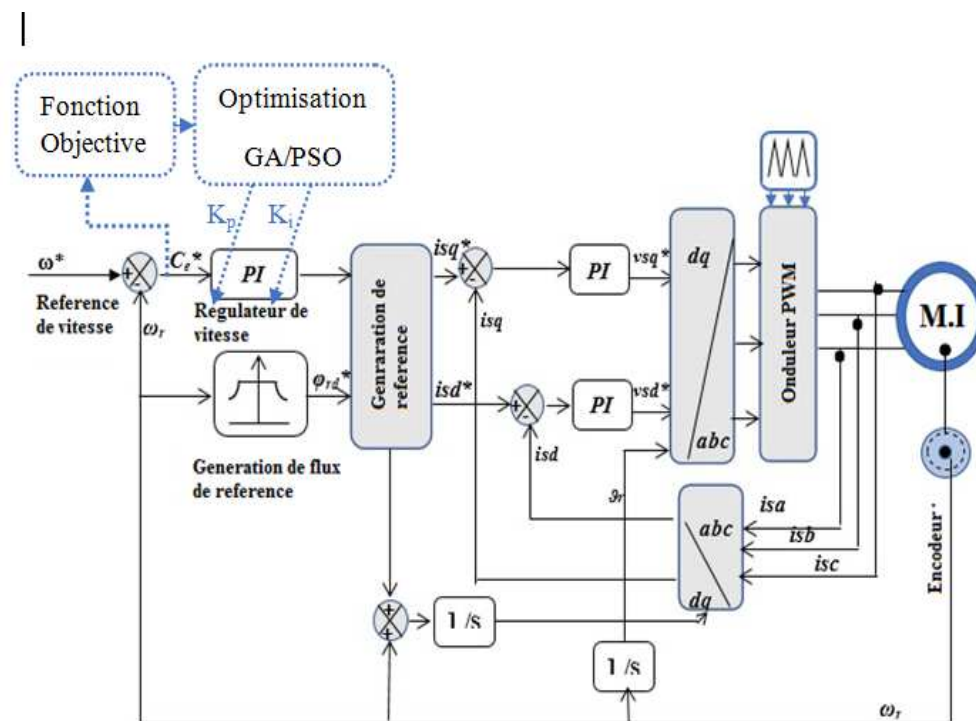 Fonction
Objective
Optimisation
GA/PSO
Kp
Ki
ω*
Reference
de vitesse
+
-
Ce*
PI
Regulateur de
vitesse
ωr
φrd*
Generation de flux
de reference
Genraration de
reference
isq*
isd*
+
-
isq
+
-
isd
PI
PI
vsq*
vsd*
dq
abc
Onduleur PWM
M.I
Encodeur
ϑr
abc
dq
isa
isb
isc
+
+
1/s
1/s
ωr